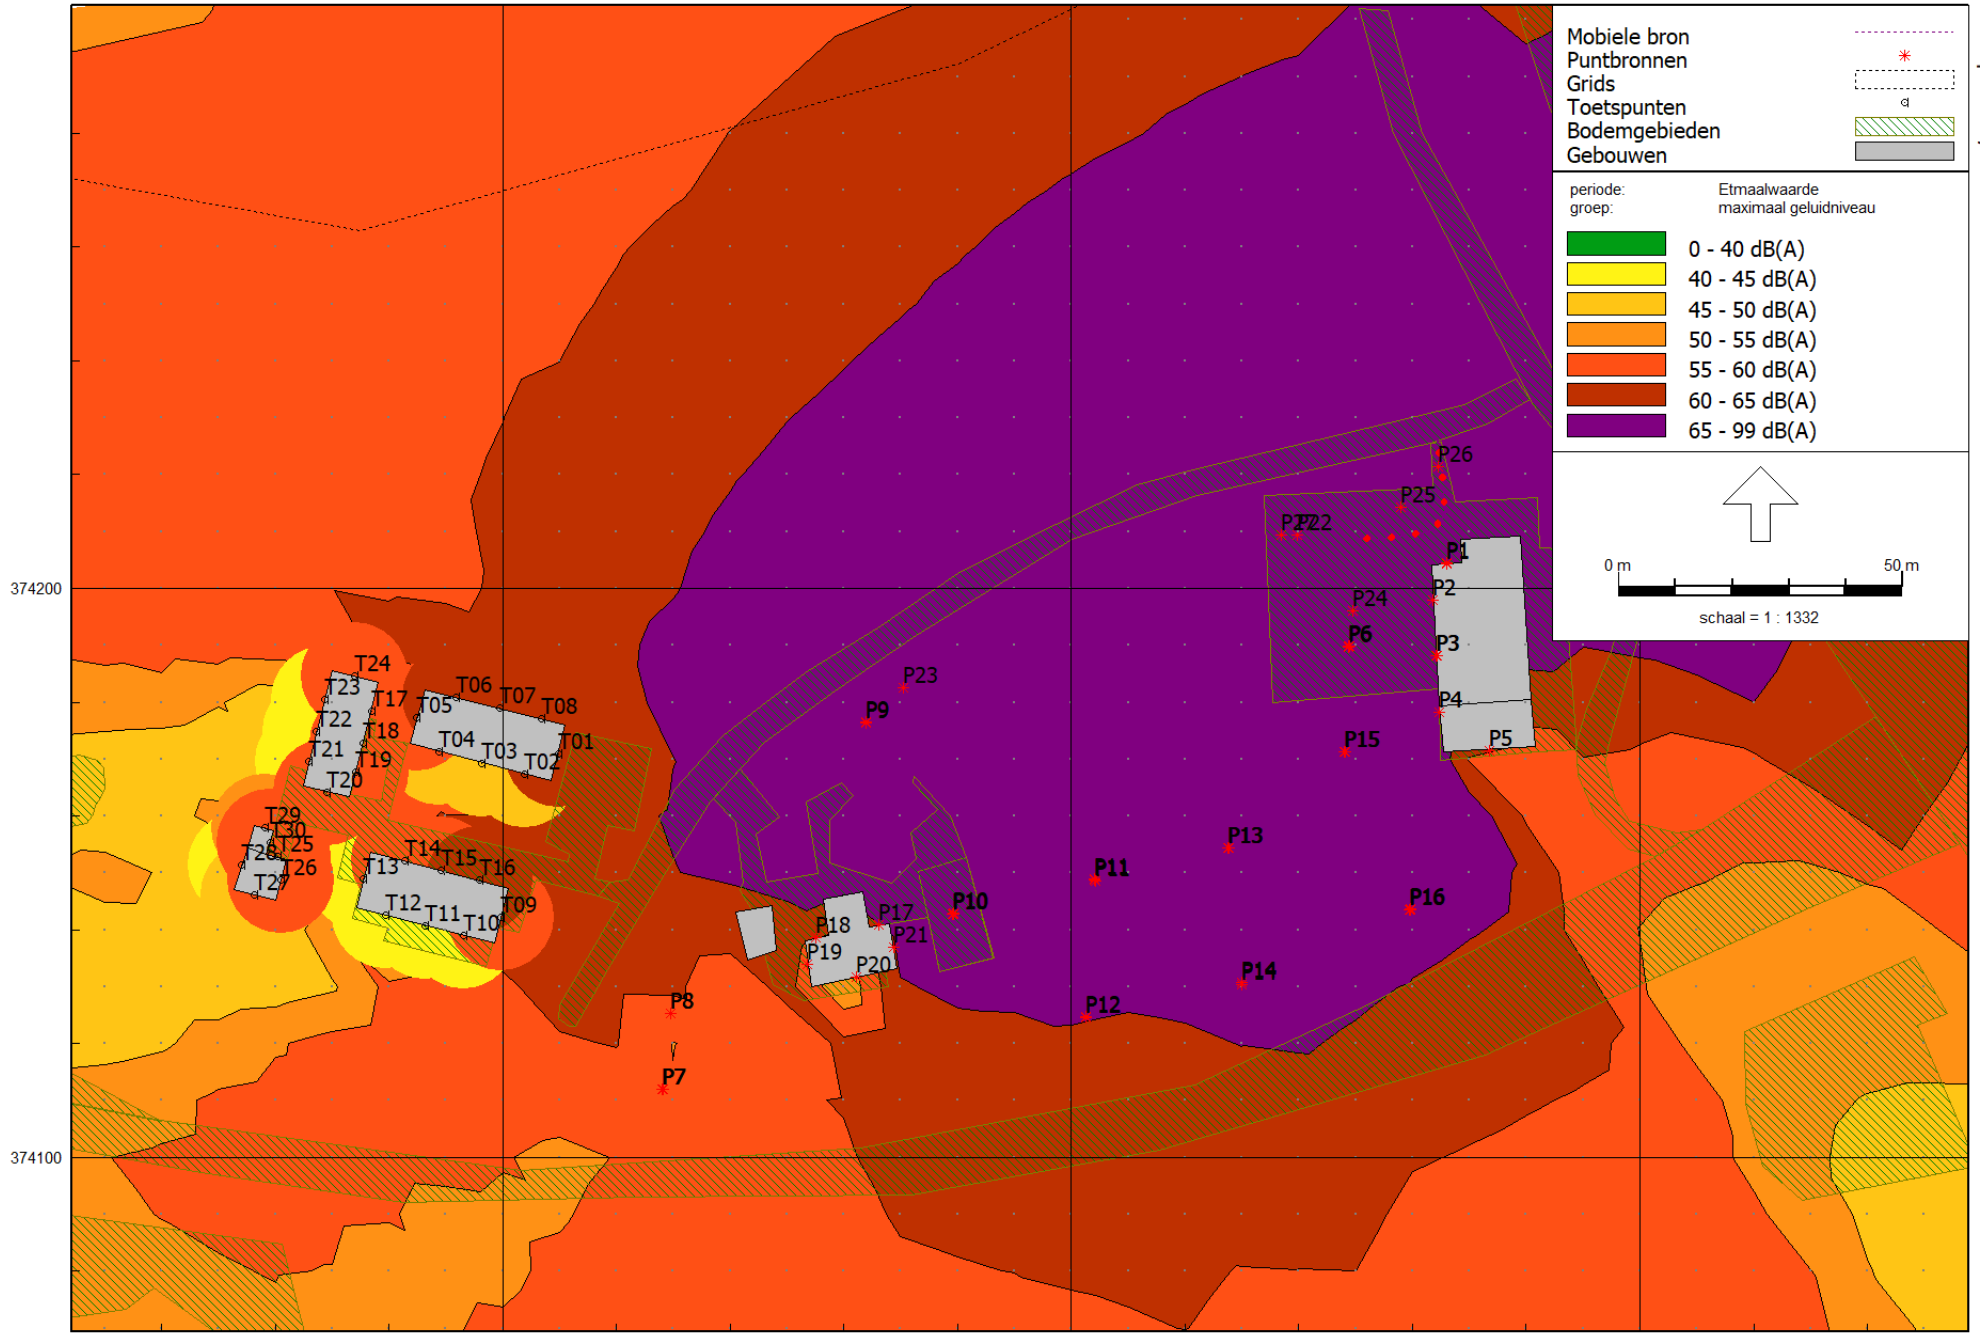 Mobiele bron
Puntbronnen
Grids
Toetspunten
Bodemgebieden
Gebouwen
periode: Etmaalwaarde
groep: maximaal geluidniveau
0 - 40 dB(A)
40 - 45 dB(A)
45 - 50 dB(A)
50 - 55 dB(A)
55 - 60 dB(A)
60 - 65 dB(A)
65 - 99 dB(A)
0 m 50 m
schaal = 1 : 1332
P26
P25
P27 P22
P1
374200
P2
P24
P6
P3
T24
P23
T23
T17
T06
T07
T08
T05
P4
P9
T22
T18
T04
T03
T01
P15
P5
T21
T19
T02
T20
T29
T30
T25
P13
T28
T14
T26
T13
T15
T16
P11
T27
T12
T09
P10
P16
T11
T10
P18
P17
P21
P19
P20
P14
P8
P12
P7
374100